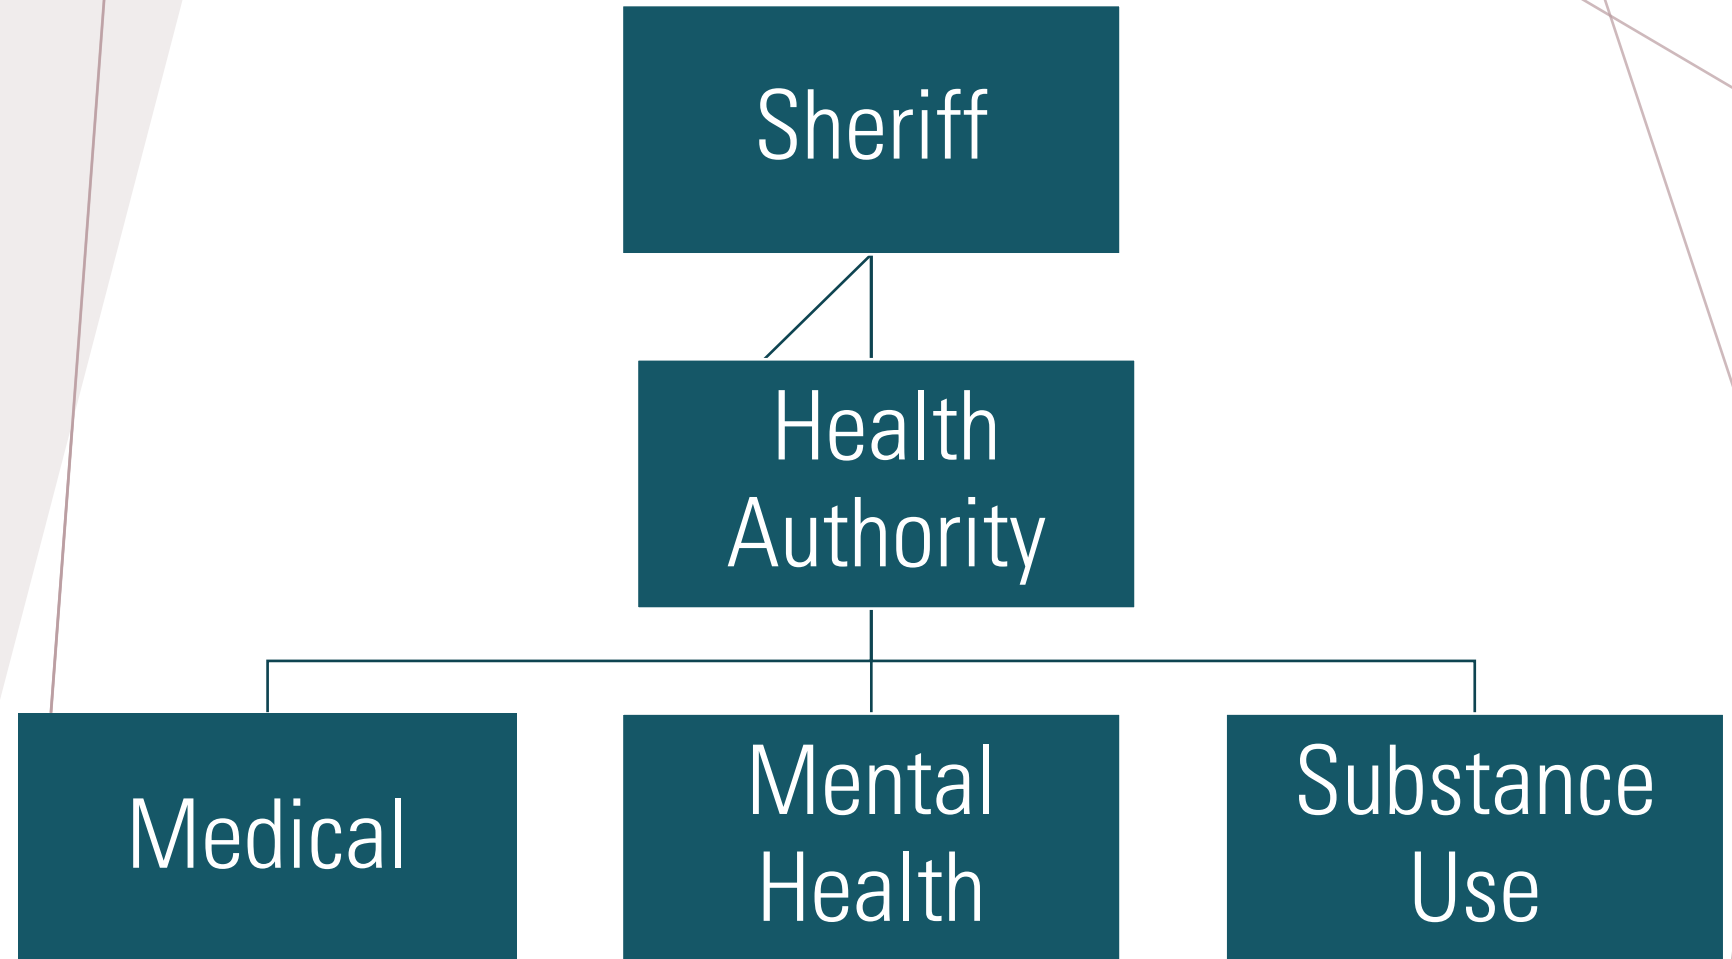 Sheriff
Health
Authority
Medical
Mental
Health
Substance
Use